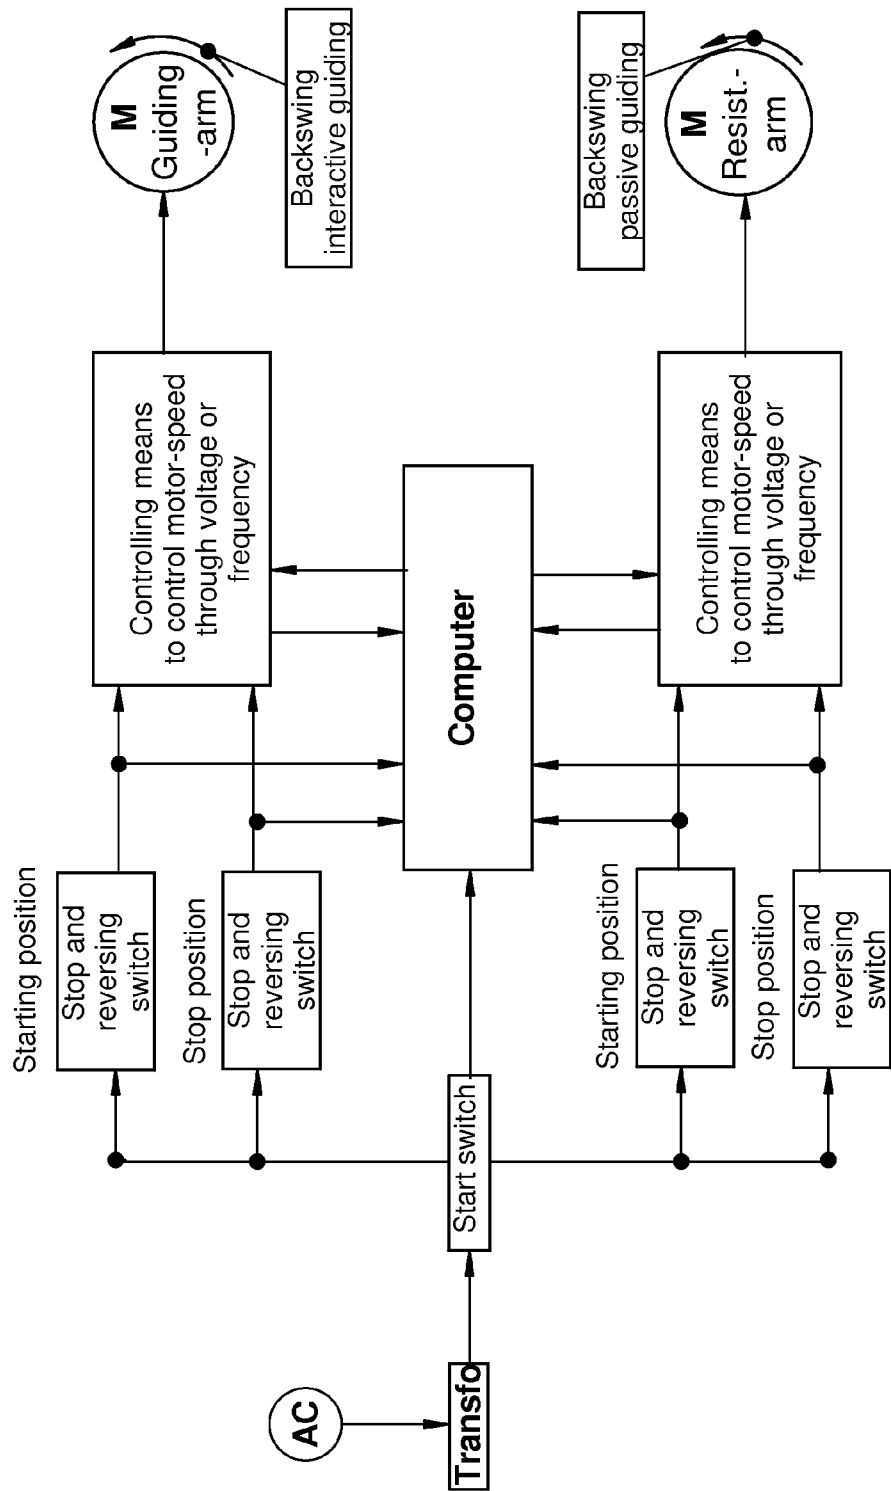 AC
Transfo
Start switch
Starting position
Stop and
reversing
switch
Stop position
Stop and
reversing
switch
Computer
Starting position
Stop and
reversing
switch
Stop position
Stop and
reversing
switch
Controlling means
to control motor-speed
through voltage or
frequency
Controlling means
to control motor-speed
through voltage or
frequency
M
Guiding
-arm
Backswing
interactive guiding
Backswing
passive guiding
M
Resist.-
arm